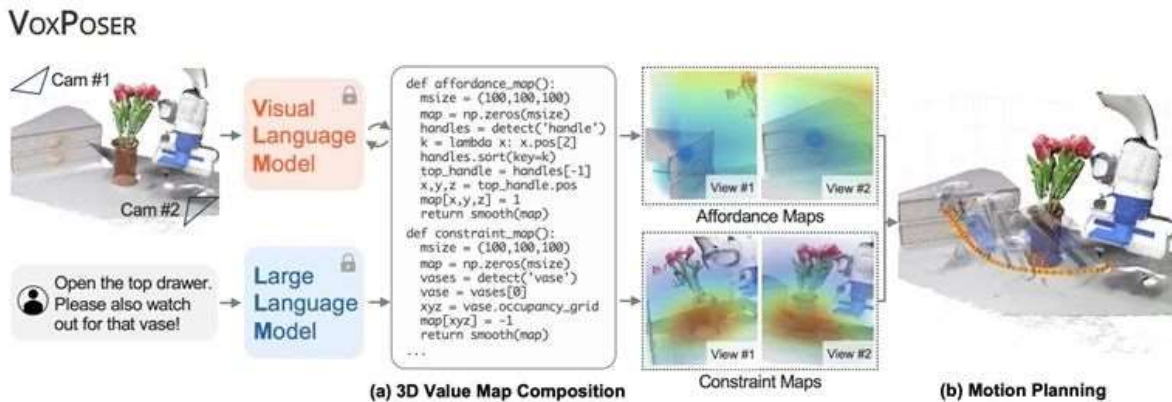 VOXPOSER
Cam #1
Cam #2
Open the top drawer.
Please also watch
out for that vase!
Visual
Language
Model
Large
Language
Model
def affordance_map():
msize = (100,100,100)
map = np.zeros(msize)
handles = detect('handle')
k = lambda x: x.pos[2]
handles.sort(key=k)
top_handle = handles[-1]
x,y,z = top_handle.pos
map[x,y,z] = 1
return smooth(map)
def constraint_map():
msize = (100,100,100)
map = np.zeros(msize)
vases = detect('vase')
vase = vases[0]
xyz = vase.occupancy_grid
map[xyz] = -1
return smooth(map)
...
View #1
View #2
Affordance Maps
View #1
View #2
Constraint Maps
(a) 3D Value Map Composition
(b) Motion Planning